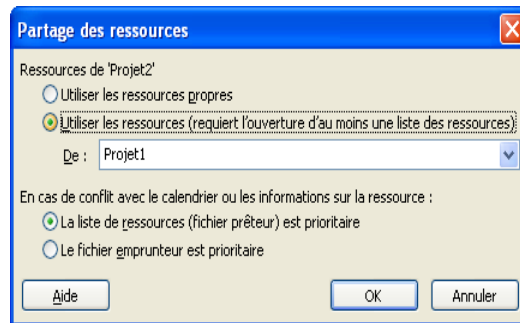 Partage des ressources
Ressources de 'Projet2'
Utiliser les ressources propres
Utiliser les ressources (requiert l'ouverture d'au moins une liste des ressources)
De : Projet1
En cas de conflit avec le calendrier ou les informations sur la ressource :
La liste de ressources (fichier prêteur) est prioritaire
Le fichier emprunteur est prioritaire
Aide OK Annuler